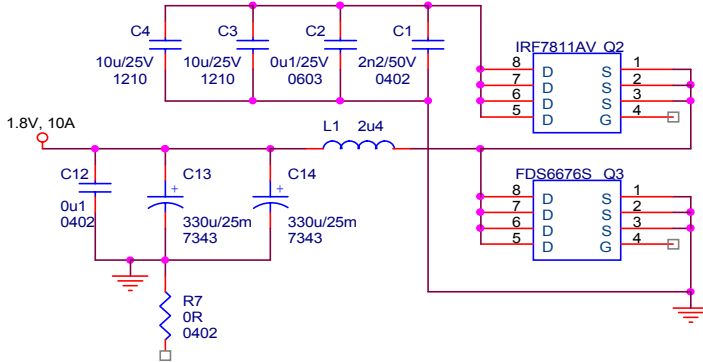 C4
10u/25V
1210
C3
10u/25V
1210
C2
0u1/25V
0603
C1
2n2/50V
0402
IRF7811AV Q2
8 D S 1
7 D S 2
6 D S 3
5 D G 4
1.8V, 10A
L1 2u4
C12
0u1
0402
C13
+
330u/25m
7343
C14
+
330u/25m
7343
FDS6676S Q3
8 D S 1
7 D S 2
6 D S 3
5 D G 4
R7
0R
0402